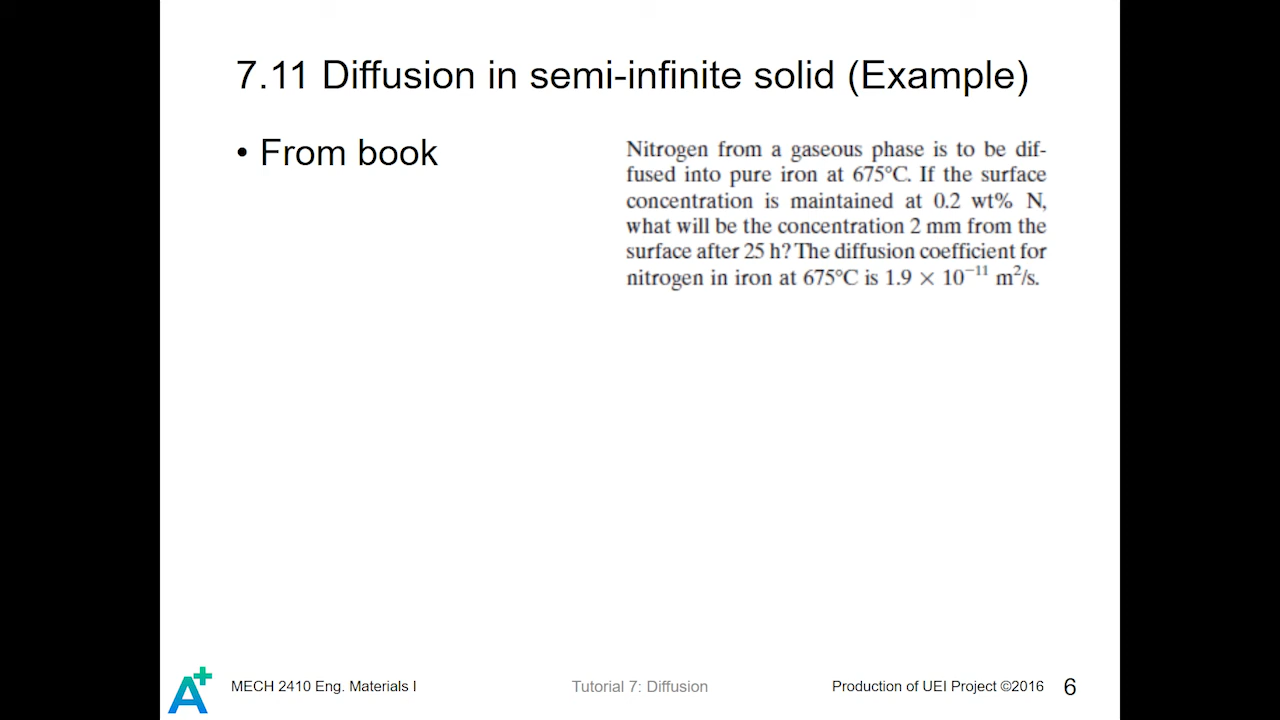 7.11 Diffusion in semi-infinite solid (Example)
• From book
Nitrogen from a gaseous phase is to be dif-
fused into pure iron at 675°C. If the surface
concentration is maintained at 0.2 wt% N,
what will be the concentration 2 mm from the
surface after 25 h? The diffusion coefficient for
nitrogen in iron at 675°C is 1.9 × 10⁻¹¹ m²/s.
A+
MECH 2410 Eng. Materials I
Tutorial 7: Diffusion
Production of UEI Project ©2016
6